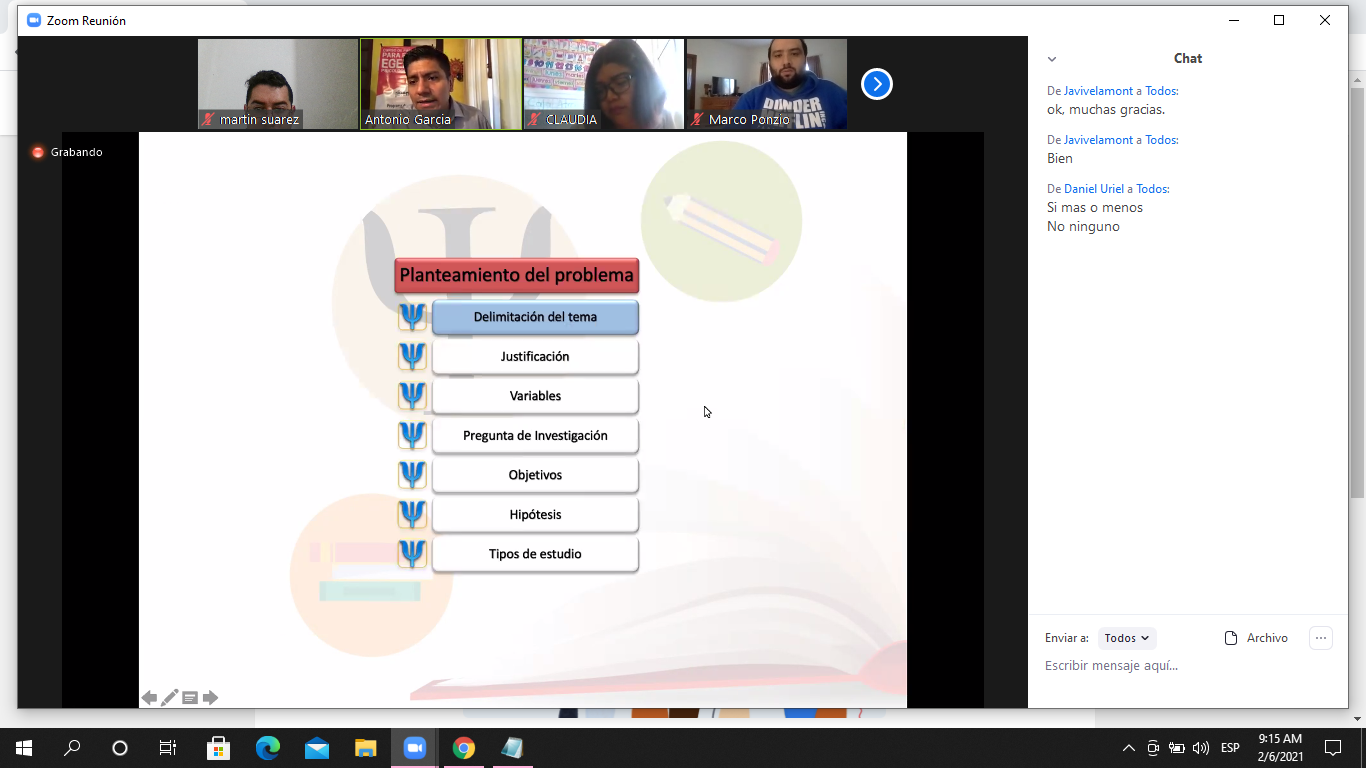 Zoom Reunión
martin suarez
Antonio Garcia
CLAUDIA
Marco Ponzio
Grabando
Planteamiento del problema
Delimitación del tema
Justificación
Variables
Pregunta de Investigación
Objetivos
Hipótesis
Tipos de estudio
Chat
De Javivelamont a Todos:
ok, muchas gracias.
De Javivelamont a Todos:
Bien
De Daniel Uriel a Todos:
Si mas o menos
No ninguno
Enviar a: Todos
Archivo
Escribir mensaje aquí...
ESP
9:15 AM
2/6/2021